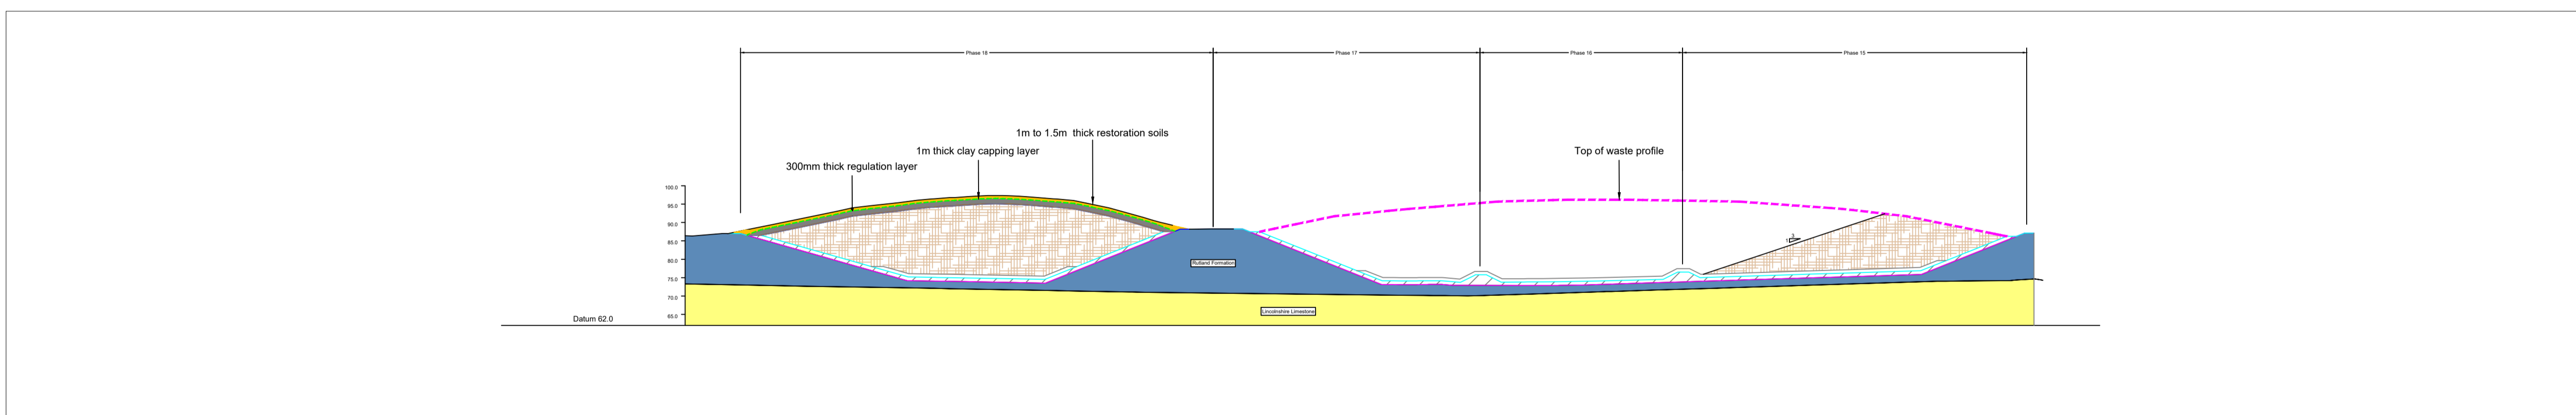 Phase 18
Phase 17
Phase 16
Phase 15
1m to 1.5m thick restoration soils
1m thick clay capping layer
Top of waste profile
300mm thick regulation layer
100.0
95.0
90.0
85.0
80.0
75.0
70.0
65.0
3
1
Rutland Formation
Lincolnshire Limestone
Datum 62.0